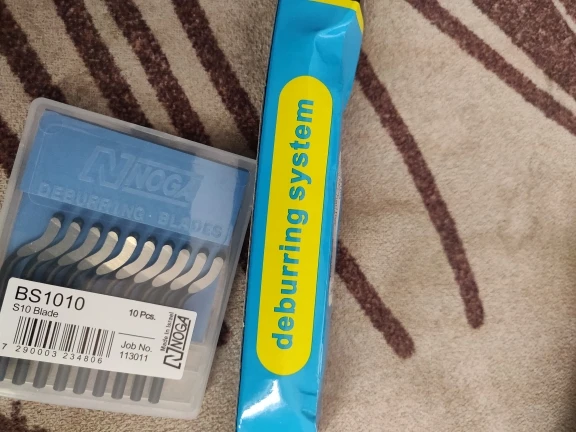 NOGA
DEBURRING - BLADES
BS1010
S10 Blade
10 Pcs.
Job No.
113011
Made in Israel
NOGA
7 290003 234806
deburring system